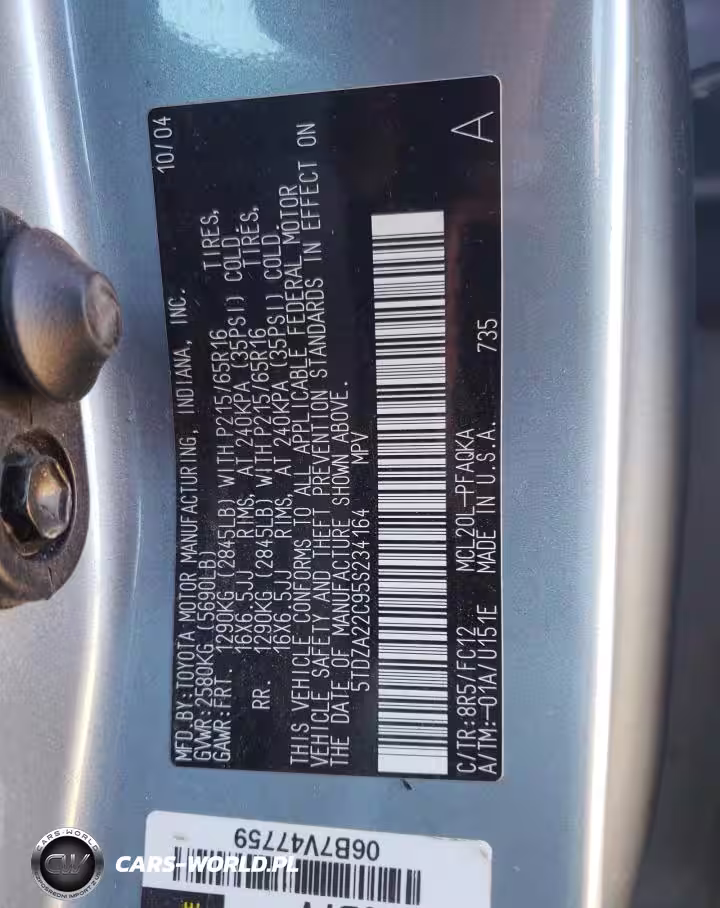 MFD.BY:TOYOTA MOTOR MANUFACTURING, INDIANA, INC. 10/04
GVWR:2580KG (5690LB)
GAWR:FRT. 1290KG (2845LB) WITH P215/65R16 TIRES,
16X6.5JJ RIMS, AT 240KPA (35PSI) COLD.
RR. 1290KG (2845LB) WITH P215/65R16 TIRES,
16X6.5JJ RIMS, AT 240KPA (35PSI) COLD.
THIS VEHICLE CONFORMS TO ALL APPLICABLE FEDERAL MOTOR
VEHICLE SAFETY AND THEFT PREVENTION STANDARDS IN EFFECT ON
THE DATE OF MANUFACTURE SHOWN ABOVE.
5TDZA22C95S234164 MPV
A
C/TR:8R5/FC12 MCL20L-PFAQKA
A/TM:-01A/U151E MADE IN U.S.A. 735
06B7V47759
CARS-WORLD
CW
CARS-WORLD.PL